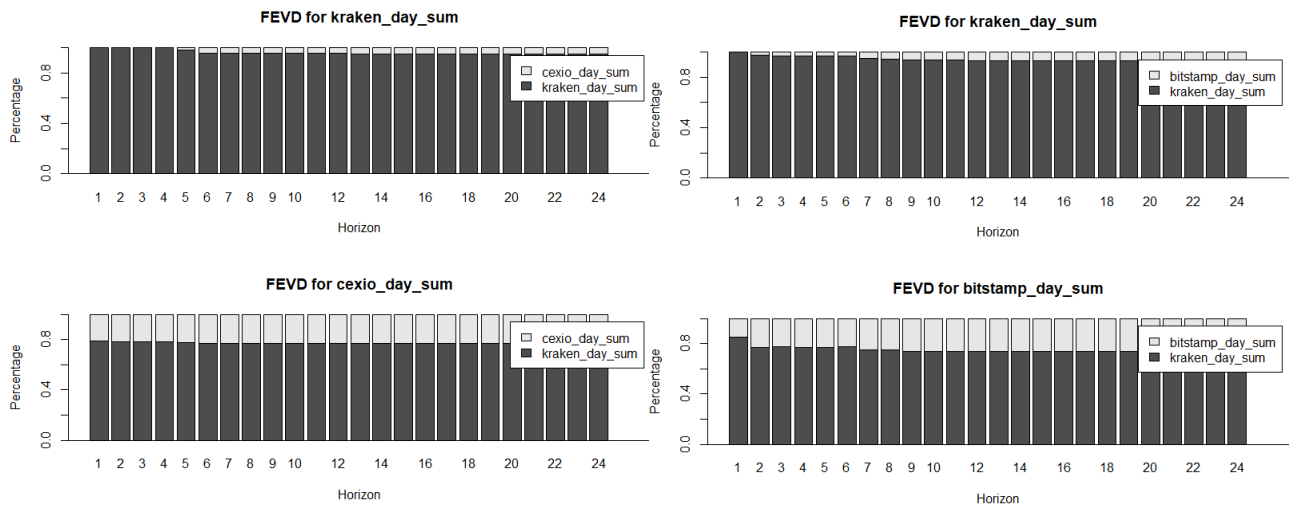 FEVD for kraken_day_sum
Percentage
0.0 0.4 0.8
cexio_day_sum
kraken_day_sum
1 2 3 4 5 6 7 8 9 10 12 14 16 18 20 22 24
Horizon
FEVD for kraken_day_sum
Percentage
0.0 0.4 0.8
bitstamp_day_sum
kraken_day_sum
1 2 3 4 5 6 7 8 9 10 12 14 16 18 20 22 24
Horizon
FEVD for cexio_day_sum
Percentage
0.0 0.4 0.8
cexio_day_sum
kraken_day_sum
1 2 3 4 5 6 7 8 9 10 12 14 16 18 20 22 24
Horizon
FEVD for bitstamp_day_sum
Percentage
0.0 0.4 0.8
bitstamp_day_sum
kraken_day_sum
1 2 3 4 5 6 7 8 9 10 12 14 16 18 20 22 24
Horizon